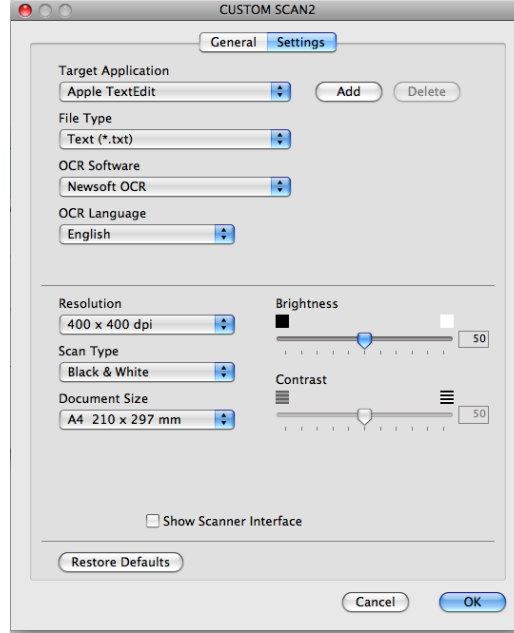 CUSTOM SCAN2
General Settings
Target Application
Apple TextEdit Add Delete
File Type
Text (*.txt)
OCR Software
Newsoft OCR
OCR Language
English
Resolution
400 x 400 dpi
Scan Type
Black & White
Document Size
A4 210 x 297 mm
Brightness
50
Contrast
50
Show Scanner Interface
Restore Defaults
Cancel OK